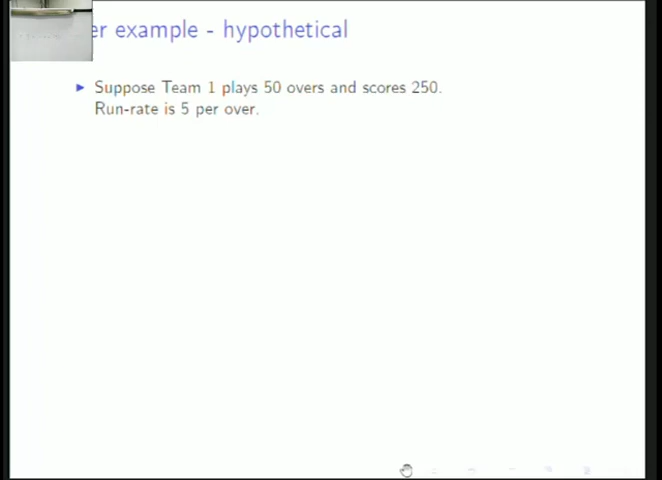 er example - hypothetical
Suppose Team 1 plays 50 overs and scores 250.
Run-rate is 5 per over.